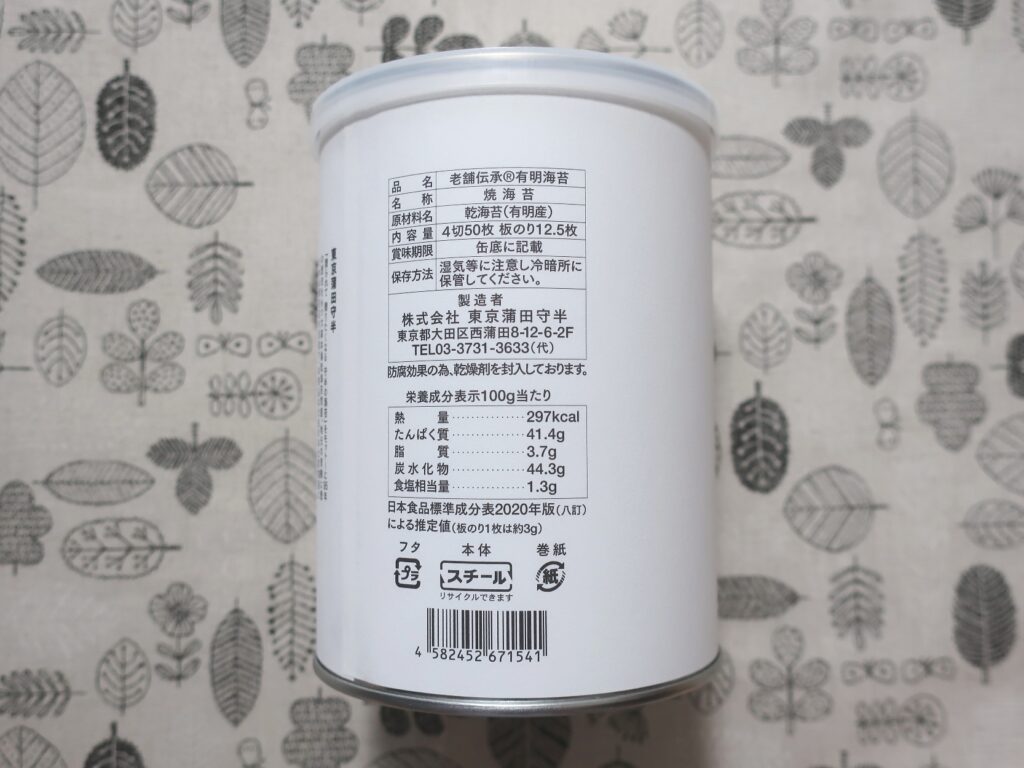 品名 老舗伝承®有明海苔
名称 焼海苔
原材料名 乾海苔(有明産)
内容量 4切50枚 板のり12.5枚
賞味期限 缶底に記載
保存方法 湿気等に注意し冷暗所に
保管してください。
製造者
株式会社 東京蒲田守半
東京都大田区西蒲田8-12-6-2F
TEL03-3731-3633(代)
防腐効果の為、乾燥剤を封入しております。
栄養成分表示100g当たり
熱量 297kcal
たんぱく質 41.4g
脂質 3.7g
炭水化物 44.3g
食塩相当量 1.3g
日本食品標準成分表2020年版(八訂)
による推定値(板のり1枚は約3g)
フタ 本体 巻紙
プラ スチール 紙
リサイクルできます
4 582452 671541
東京蒲田守半